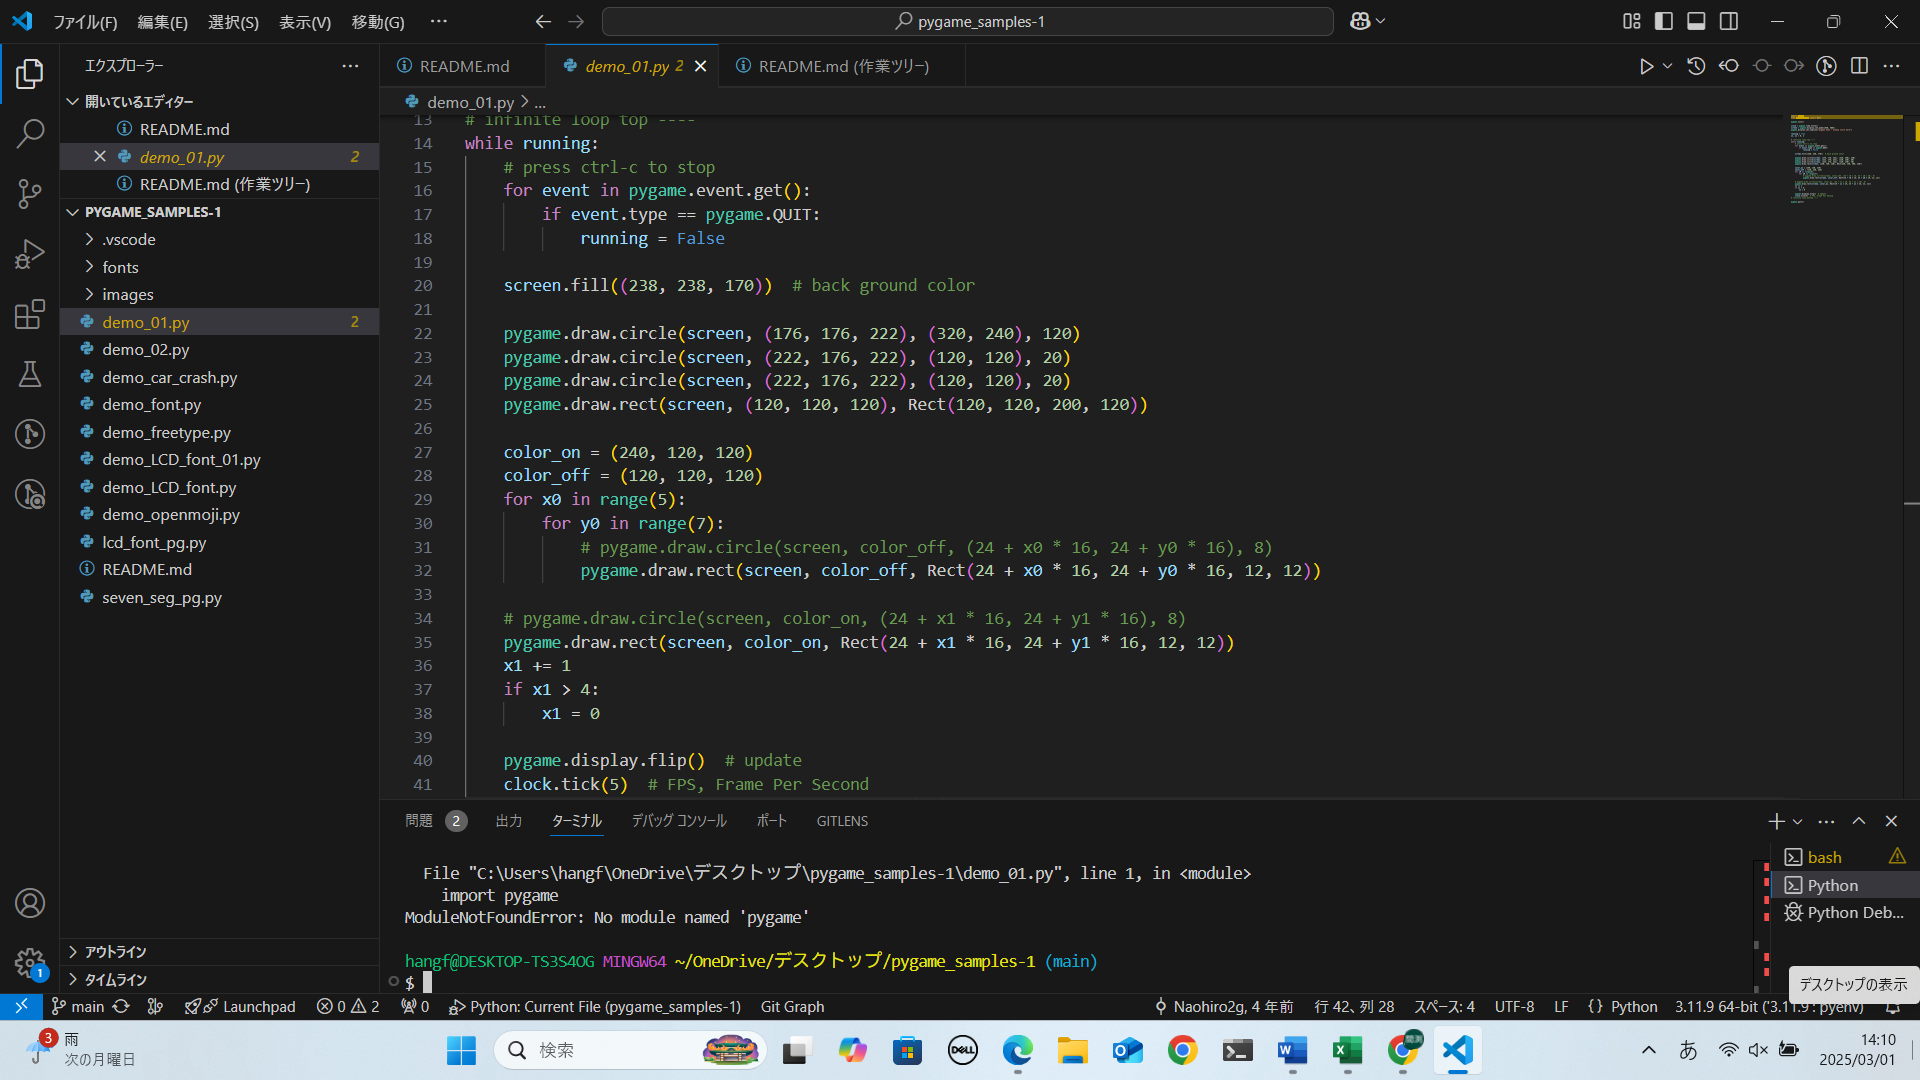 ファイル(F) 編集(E) 選択(S) 表示(V) 移動(G) ···
pygame_samples-1
エクスプローラー
README.md demo_01.py 2 README.md (作業ツリー)
開いているエディター
README.md
demo_01.py 2
README.md (作業ツリー)
PYGAME_SAMPLES-1
.vscode
fonts
images
demo_01.py 2
demo_02.py
demo_car_crash.py
demo_font.py
demo_freetype.py
demo_LCD_font_01.py
demo_LCD_font.py
demo_openmoji.py
lcd_font_pg.py
README.md
seven_seg_pg.py
アウトライン
タイムライン
demo_01.py > ...
13 # infinite loop top ----
14 while running:
15     # press ctrl-c to stop
16     for event in pygame.event.get():
17         if event.type == pygame.QUIT:
18             running = False
19
20     screen.fill((238, 238, 170))  # back ground color
21
22     pygame.draw.circle(screen, (176, 176, 222), (320, 240), 120)
23     pygame.draw.circle(screen, (222, 176, 222), (120, 120), 20)
24     pygame.draw.circle(screen, (222, 176, 222), (120, 120), 20)
25     pygame.draw.rect(screen, (120, 120, 120), Rect(120, 120, 200, 120))
26
27     color_on = (240, 120, 120)
28     color_off = (120, 120, 120)
29     for x0 in range(5):
30         for y0 in range(7):
31             # pygame.draw.circle(screen, color_off, (24 + x0 * 16, 24 + y0 * 16), 8)
32             pygame.draw.rect(screen, color_off, Rect(24 + x0 * 16, 24 + y0 * 16, 12, 12))
33
34     # pygame.draw.circle(screen, color_on, (24 + x1 * 16, 24 + y1 * 16), 8)
35     pygame.draw.rect(screen, color_on, Rect(24 + x1 * 16, 24 + y1 * 16, 12, 12))
36     x1 += 1
37     if x1 > 4:
38         x1 = 0
39
40     pygame.display.flip()  # update
41     clock.tick(5)  # FPS, Frame Per Second
問題 2 出力 ターミナル デバッグ コンソール ポート GITLENS
File "C:\Users\hangf\OneDrive\デスクトップ\pygame_samples-1\demo_01.py", line 1, in <module>
import pygame
ModuleNotFoundError: No module named 'pygame'
hangf@DESKTOP-TS3S4OG MINGW64 ~/OneDrive/デスクトップ/pygame_samples-1 (main)
$
bash
Python
Python Deb...
デスクトップの表示
1
main Launchpad 0 2 0 Python: Current File (pygame_samples-1) Git Graph Naohiro2g, 4 年前 行 42、列 28 スペース: 4 UTF-8 LF {} Python 3.11.9 64-bit ('3.11.9': pyenv)
3 雨
次の月曜日
検索
DELL
あ
14:10
2025/03/01